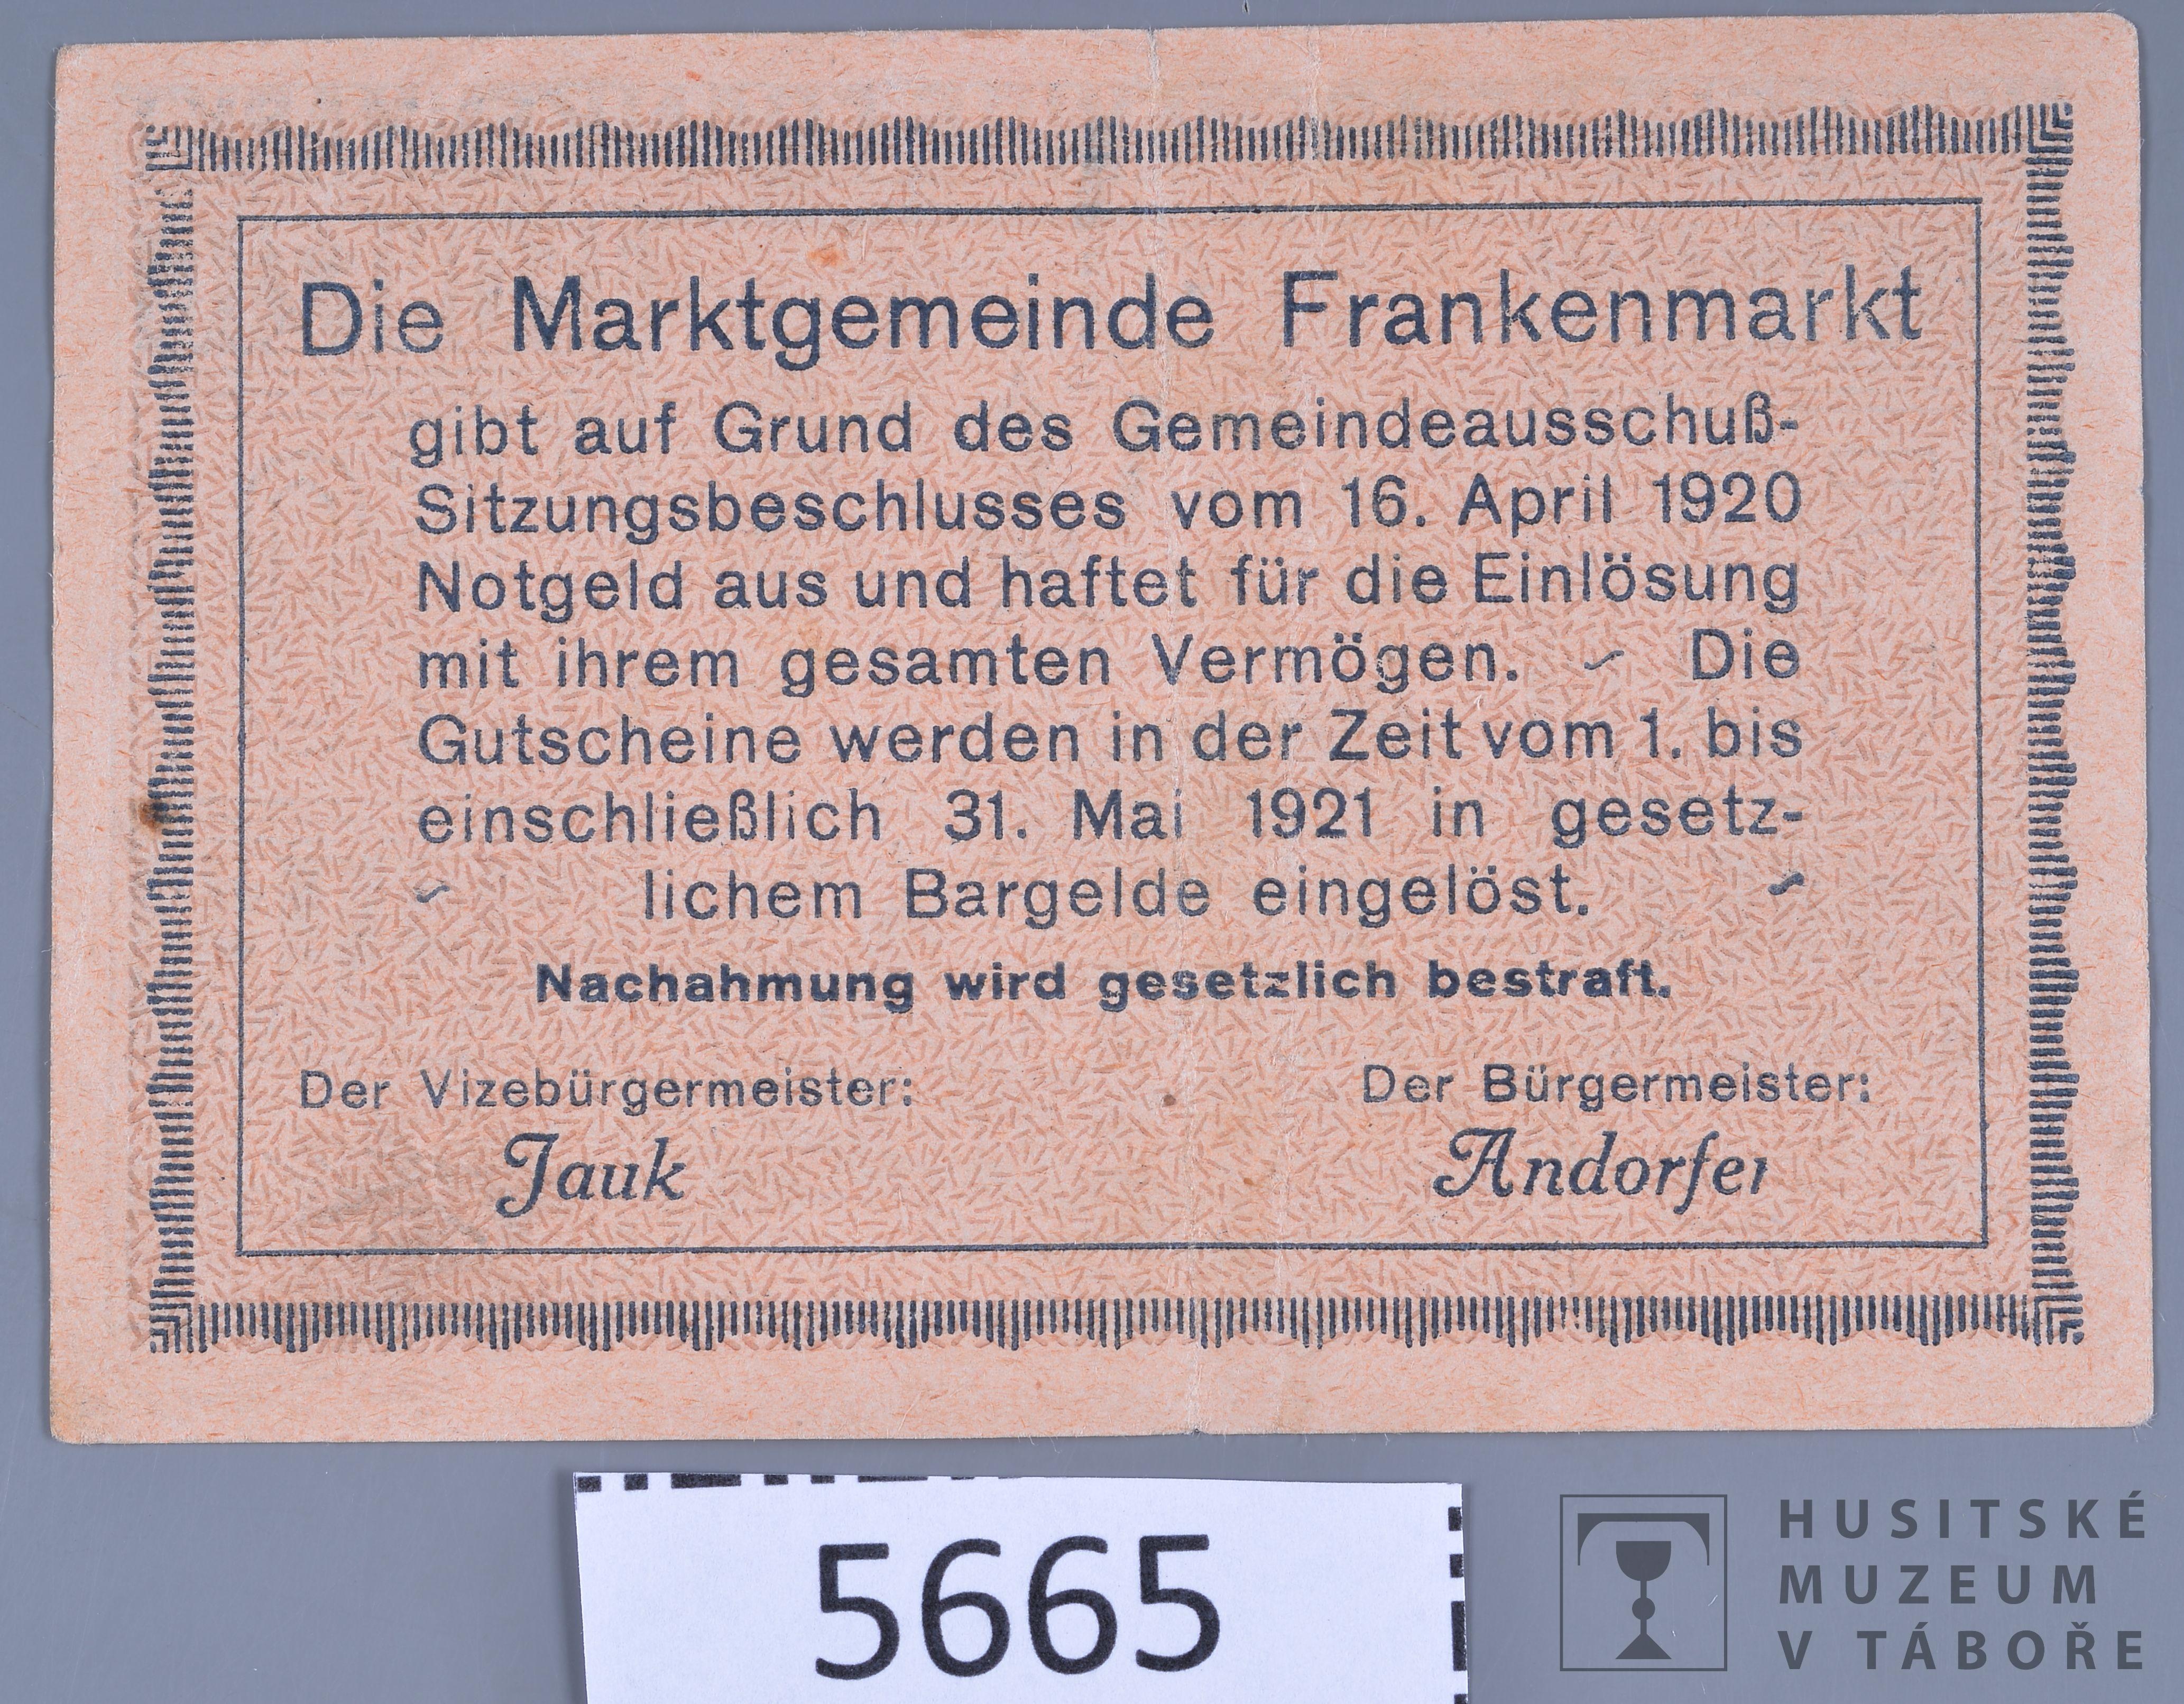 Die Marktgemeinde Frankenmarkt
gibt auf Grund des Gemeindeausschuß-
Sitzungsbeschlusses vom 16. April 1920
Notgeld aus und haftet für die Einlösung
mit ihrem gesamten Vermögen. ~ Die
Gutscheine werden in der Zeit vom 1. bis
einschließlich 31. Mai 1921 in gesetz-
~ lichem Bargelde eingelöst. ~
Nachahmung wird gesetzlich bestraft.
Der Vizebürgermeister: Der Bürgermeister:
Jauk Andorfer
5665
HUSITSKÉ
MUZEUM
V TÁBOŘE